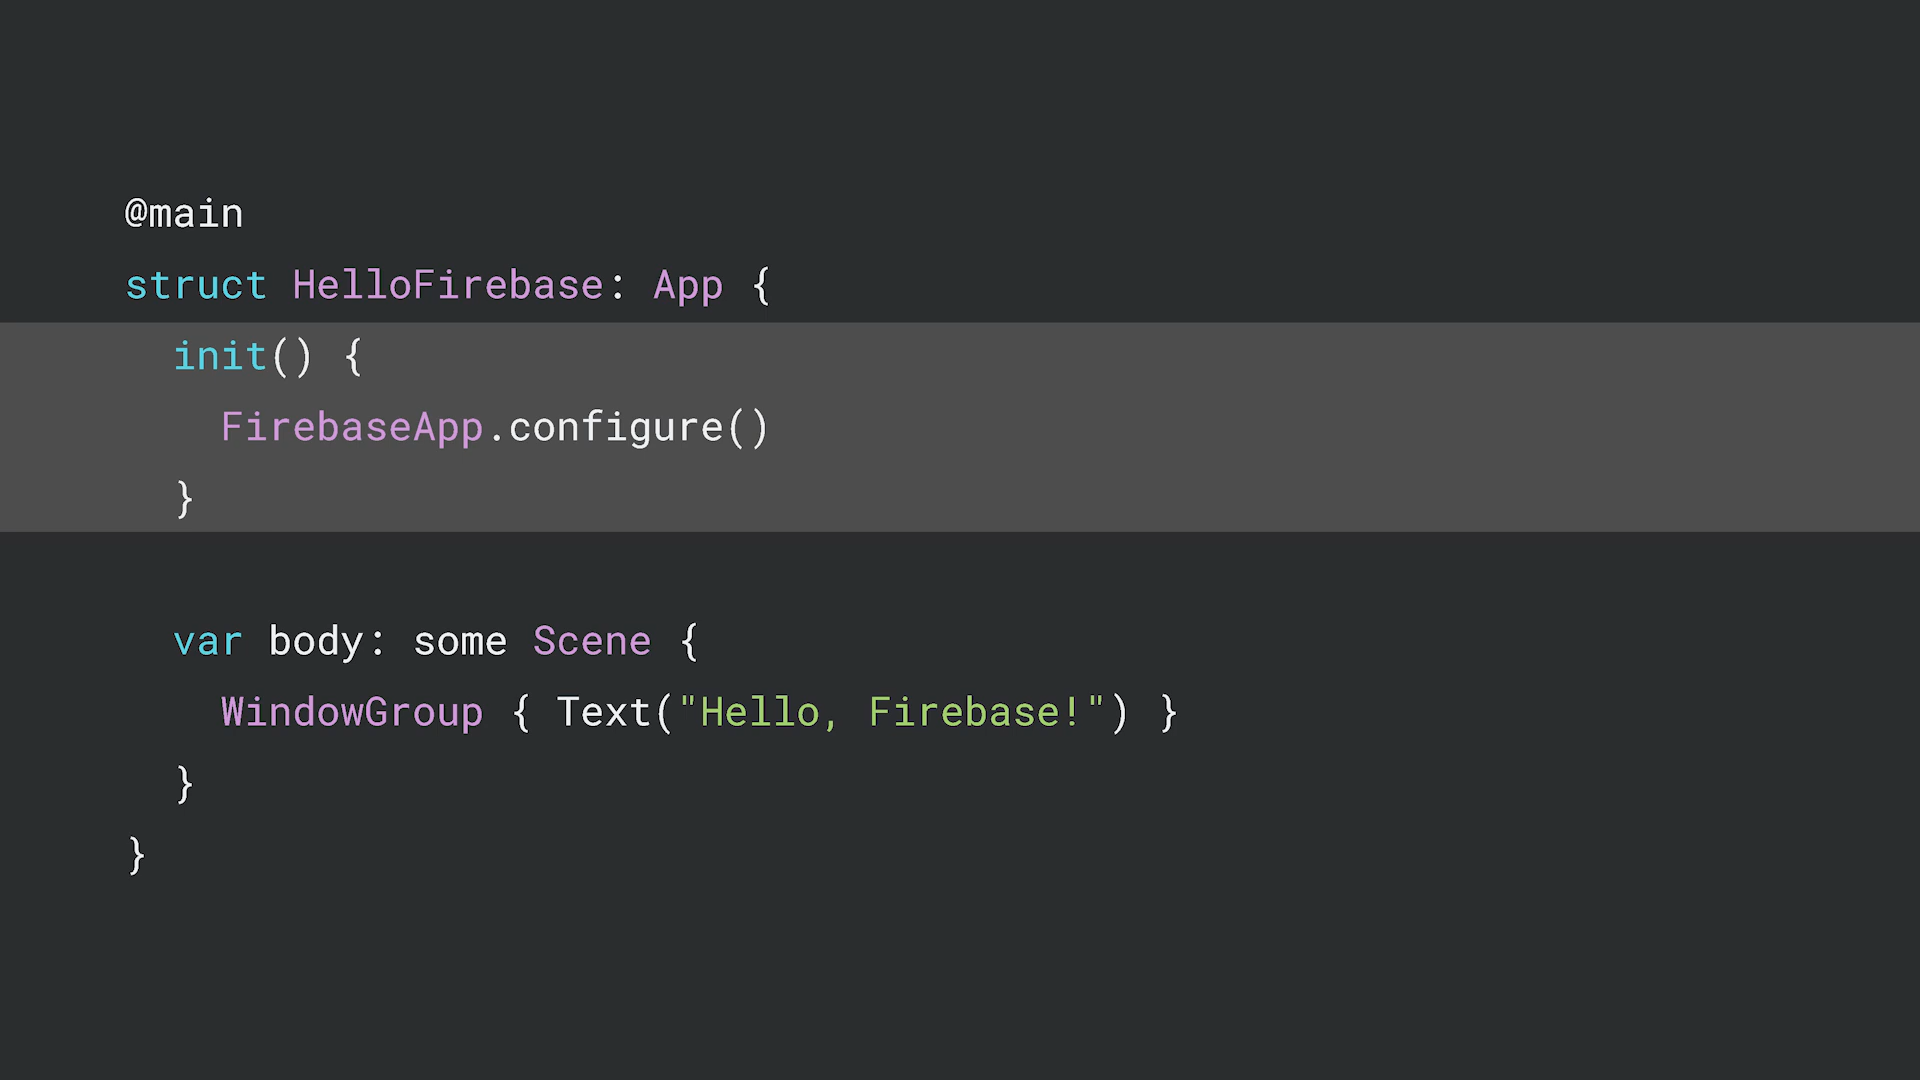 @main
struct HelloFirebase: App {
  init() {
    FirebaseApp.configure()
  }

  var body: some Scene {
    WindowGroup { Text("Hello, Firebase!") }
  }
}